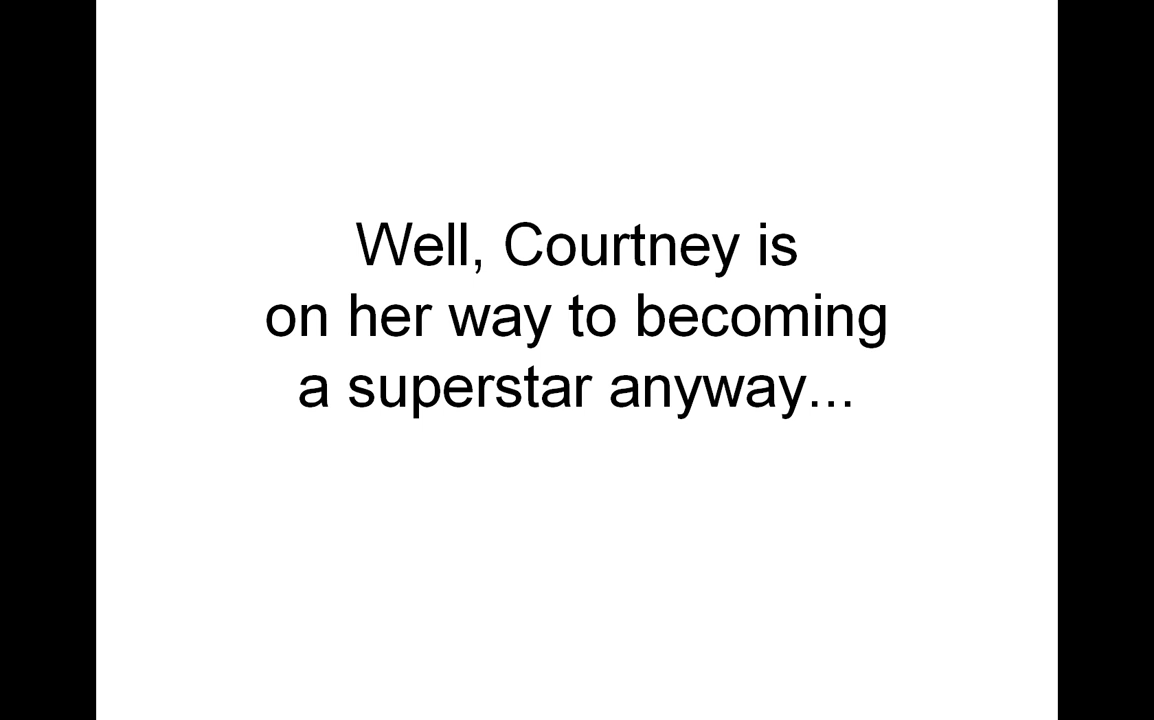 Well, Courtney is
on her way to becoming
a superstar anyway...